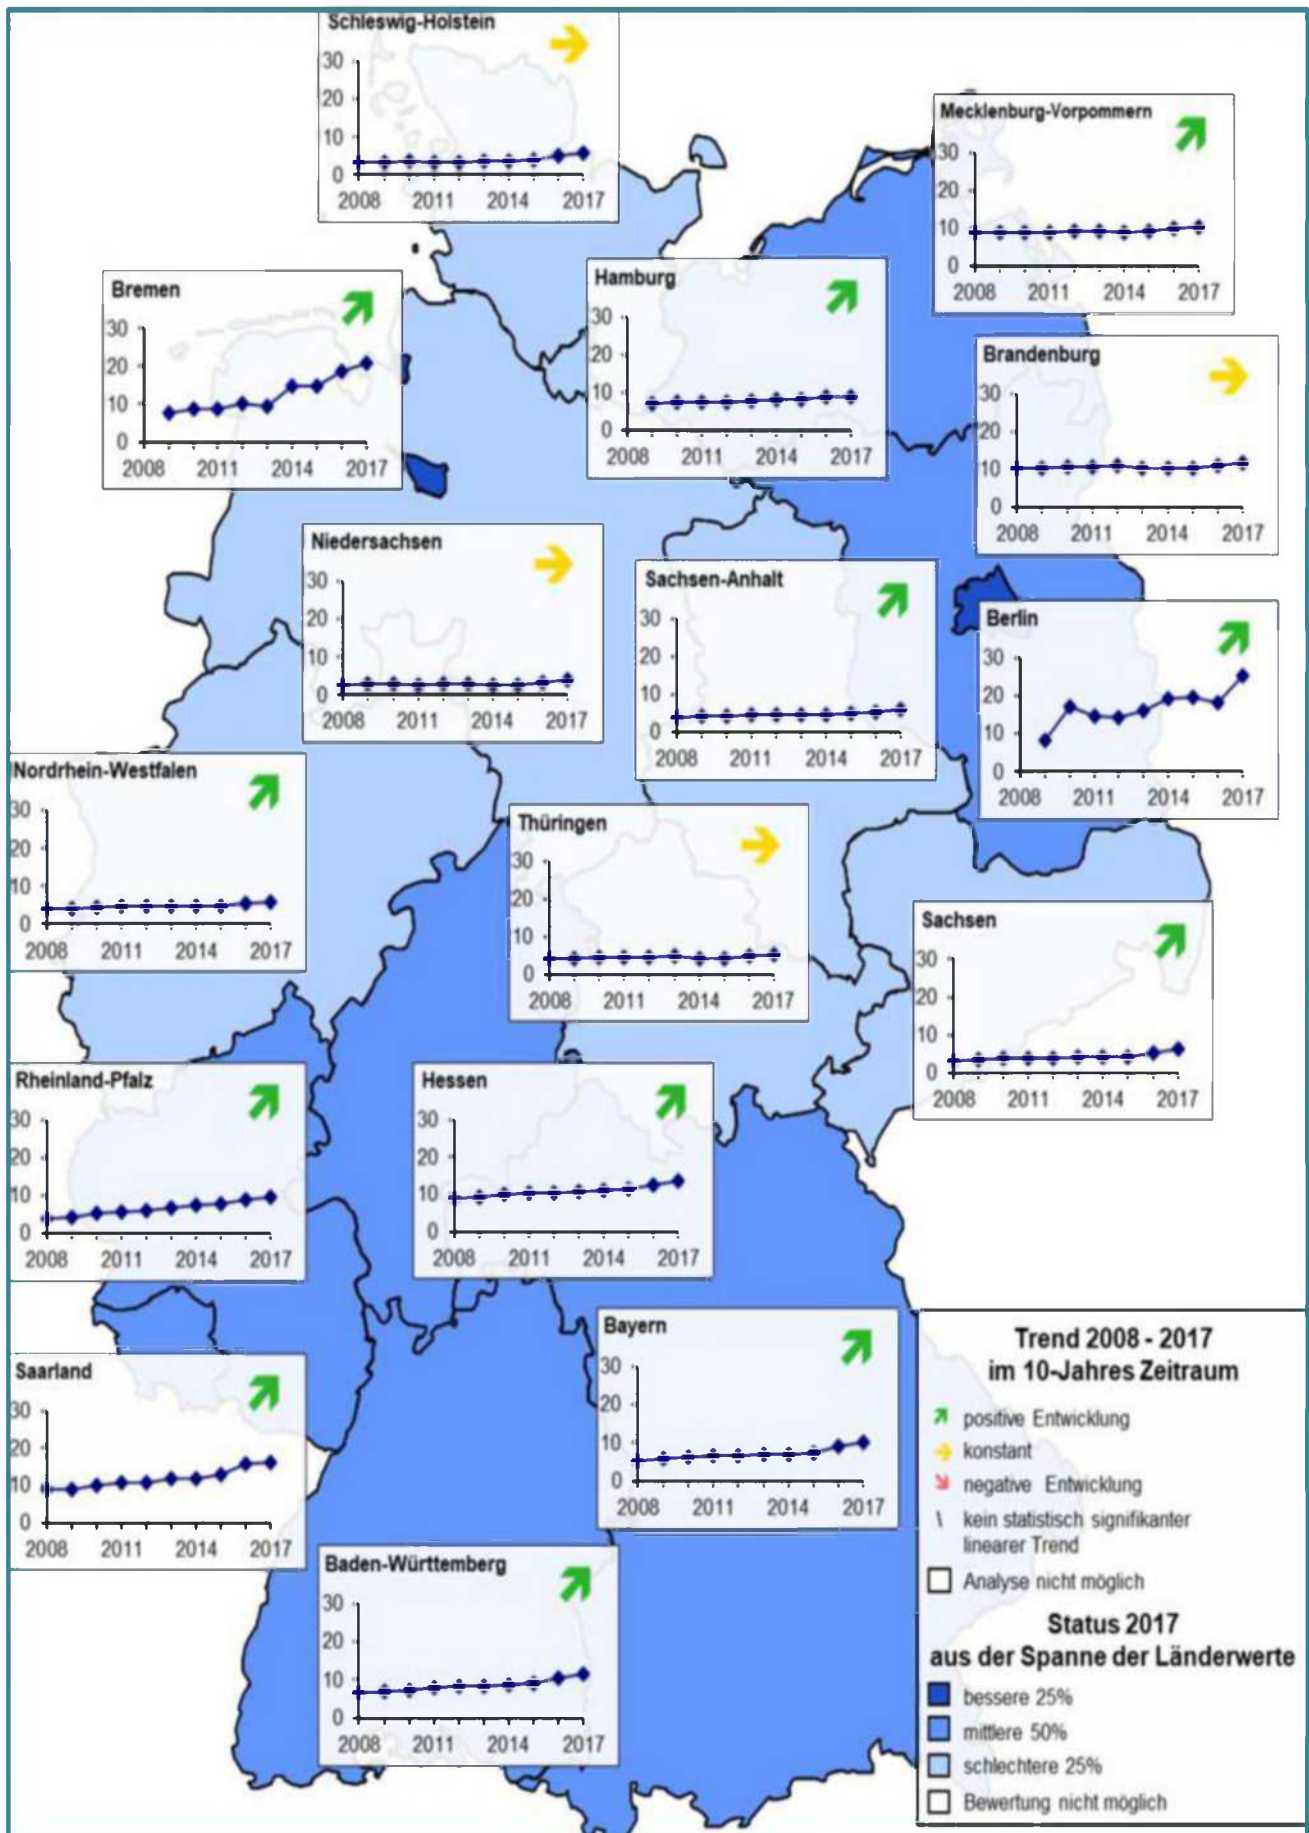 Schleswig-Holstein
30
20
10
0
2008 2011 2014 2017
Mecklenburg-Vorpommern
30
20
10
0
2008 2011 2014 2017
Bremen
30
20
10
0
2008 2011 2014 2017
Hamburg
30
20
10
0
2008 2011 2014 2017
Brandenburg
30
20
10
0
2008 2011 2014 2017
Niedersachsen
30
20
10
0
2008 2011 2014 2017
Sachsen-Anhalt
30
20
10
0
2008 2011 2014 2017
Berlin
30
20
10
0
2008 2011 2014 2017
Nordrhein-Westfalen
30
20
10
0
2008 2011 2014 2017
Thüringen
30
20
10
0
2008 2011 2014 2017
Sachsen
30
20
10
0
2008 2011 2014 2017
Rheinland-Pfalz
30
20
10
0
2008 2011 2014 2017
Hessen
30
20
10
0
2008 2011 2014 2017
Saarland
30
20
10
0
2008 2011 2014 2017
Bayern
30
20
10
0
2008 2011 2014 2017
Baden-Württemberg
30
20
10
0
2008 2011 2014 2017
Trend 2008 - 2017
im 10-Jahres Zeitraum
positive Entwicklung
konstant
negative Entwicklung
\ kein statistisch signifikanter
linearer Trend
Analyse nicht möglich
Status 2017
aus der Spanne der Länderwerte
bessere 25%
mittlere 50%
schlechtere 25%
Bewertung nicht möglich